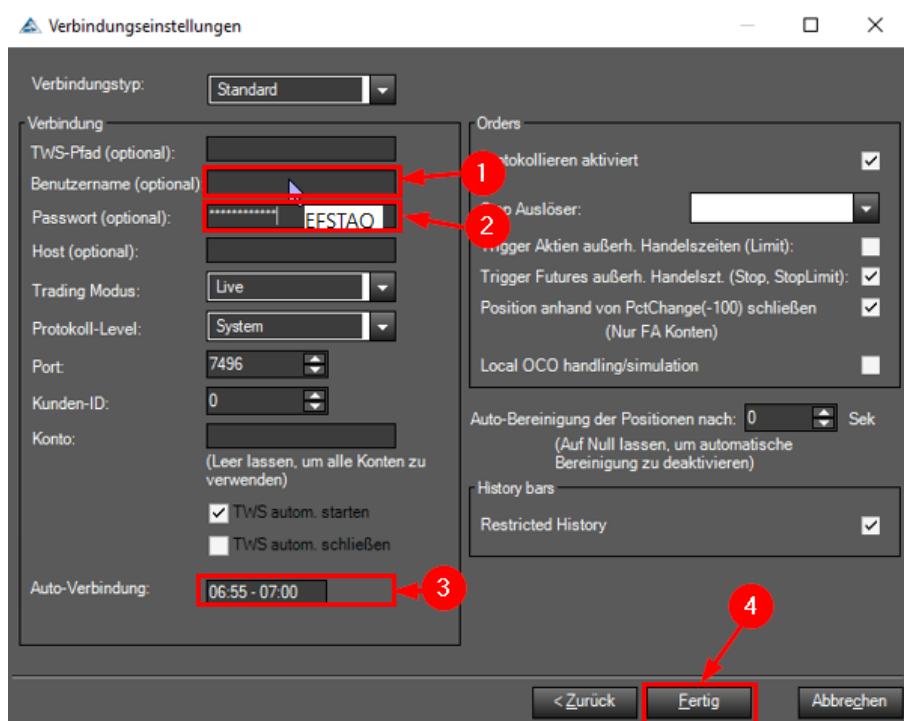 Verbindungseinstellungen
Verbindungstyp:
Standard
Verbindung
TWS-Pfad (optional):
Benutzername (optional)
1
Passwort (optional):
************
2
Host (optional):
Trading Modus:
Live
Protokoll-Level:
System
Port:
7496
Kunden-ID:
0
Konto:
(Leer lassen, um alle Konten zu
verwenden)
TWS autom. starten
TWS autom. schließen
Auto-Verbindung:
06:55 - 07:00
3
Orders
aktiviert
Auslöser:
Trigger Aktien außerh. Handelszeiten (Limit):
Trigger Futures außerh. Handelszt. (Stop, StopLimit):
Position anhand von PctChange(-100) schließen
(Nur FA Konten)
Local OCO handling/simulation
Auto-Bereinigung der Positionen nach:
0
Sek
(Auf Null lassen, um automatische
Bereinigung zu deaktivieren)
History bars
Restricted History
4
< Zurück
Fertig
Abbrechen